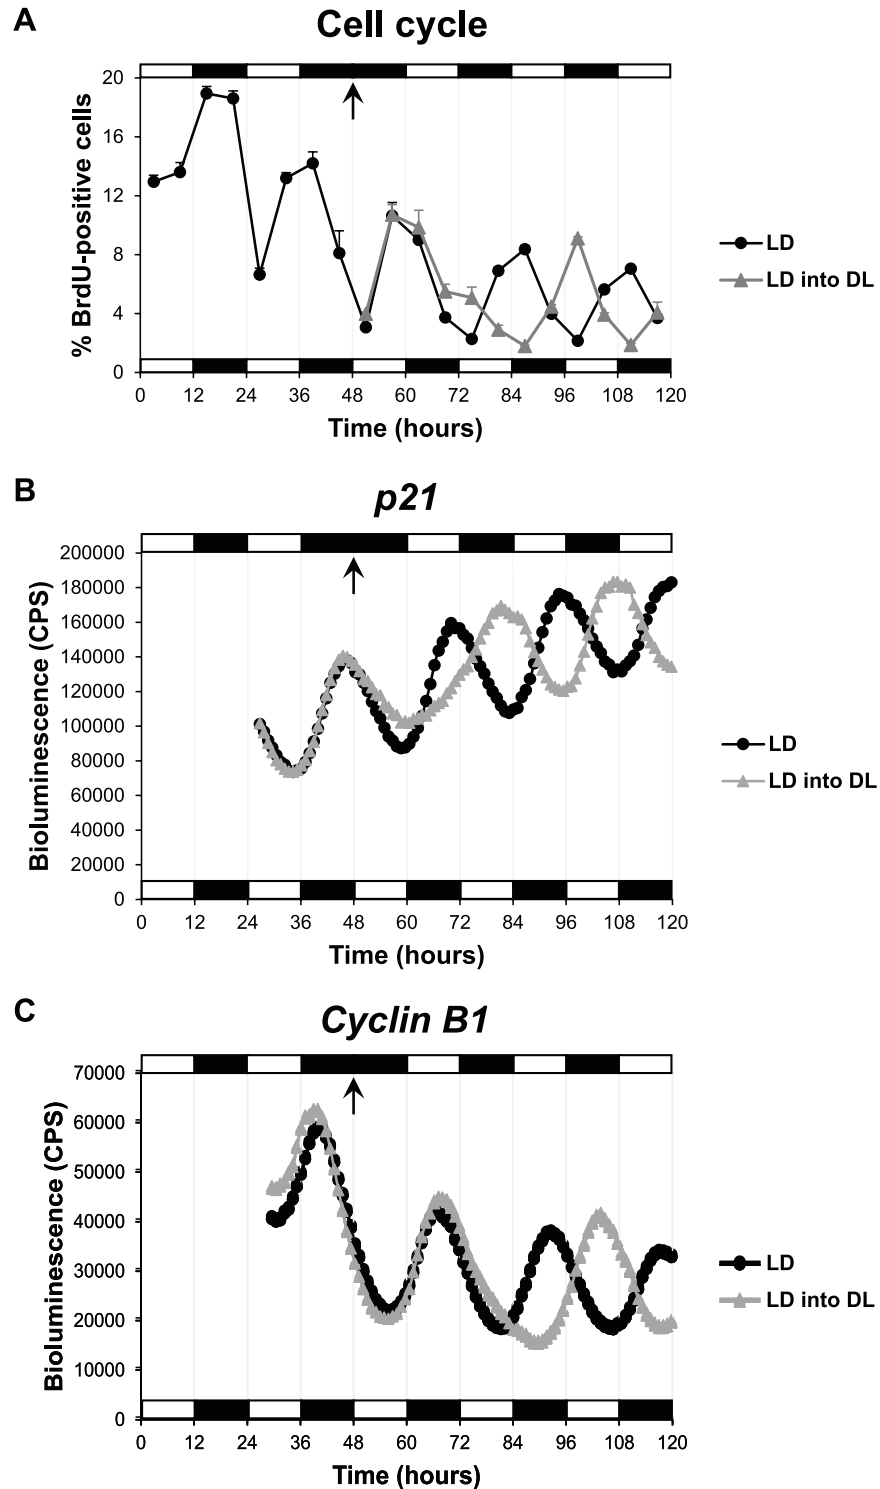 A
Cell cycle
% BrdU-positive cells
20
16
12
8
4
0
0 12 24 36 48 60 72 84 96 108 120
Time (hours)
LD
LD into DL
B
p21
Bioluminescence (CPS)
200000
180000
160000
140000
120000
100000
80000
60000
40000
20000
0
0 12 24 36 48 60 72 84 96 108 120
Time (hours)
LD
LD into DL
C
Cyclin B1
Bioluminescence (CPS)
70000
60000
50000
40000
30000
20000
10000
0
0 12 24 36 48 60 72 84 96 108 120
Time (hours)
LD
LD into DL